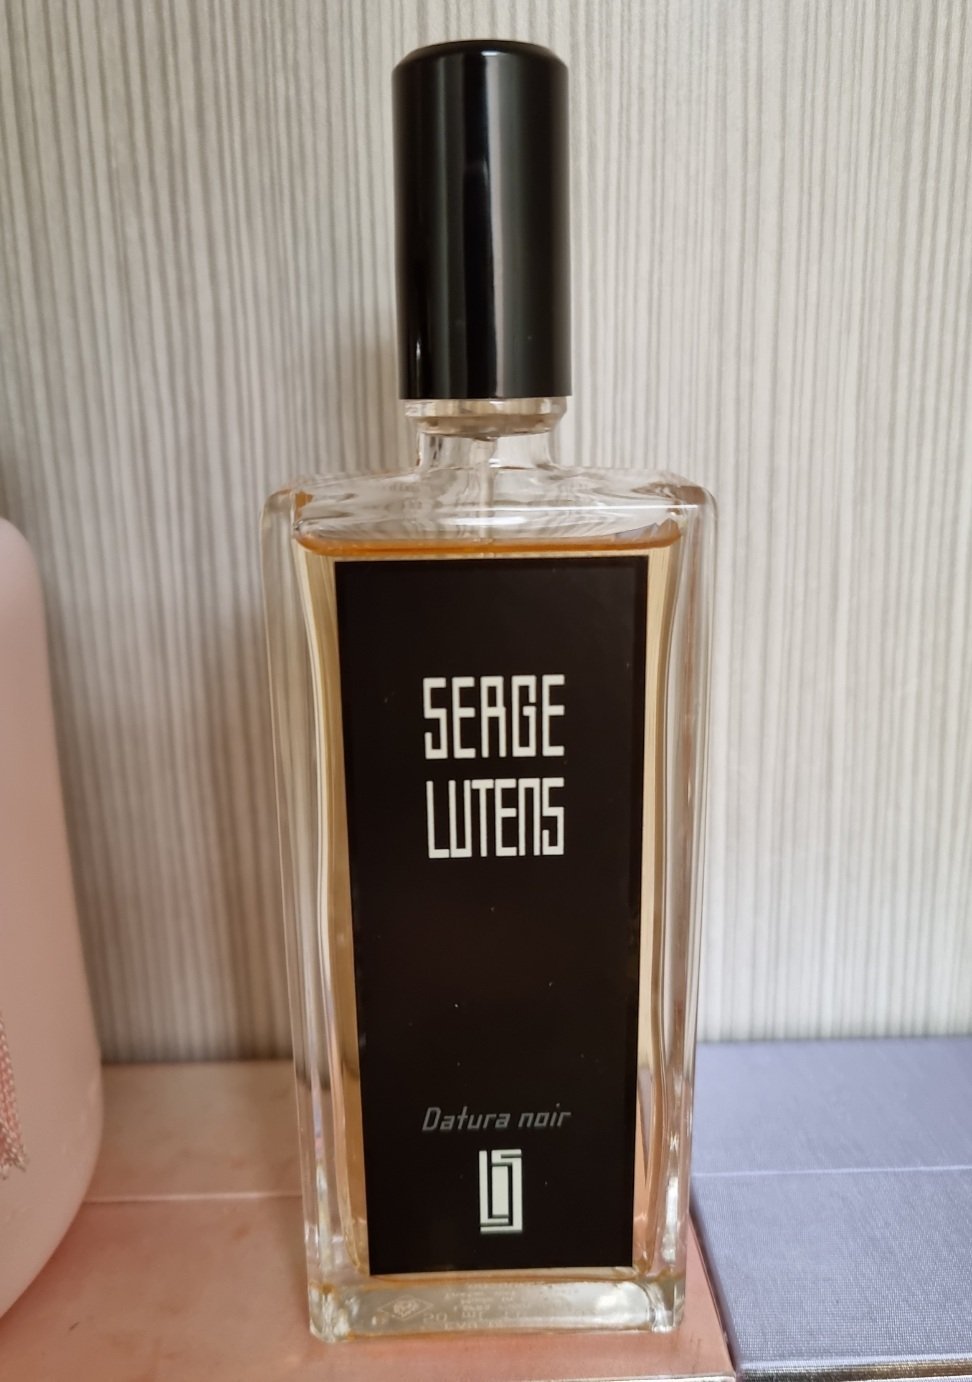 SERGE
LUTENS
Datura noir